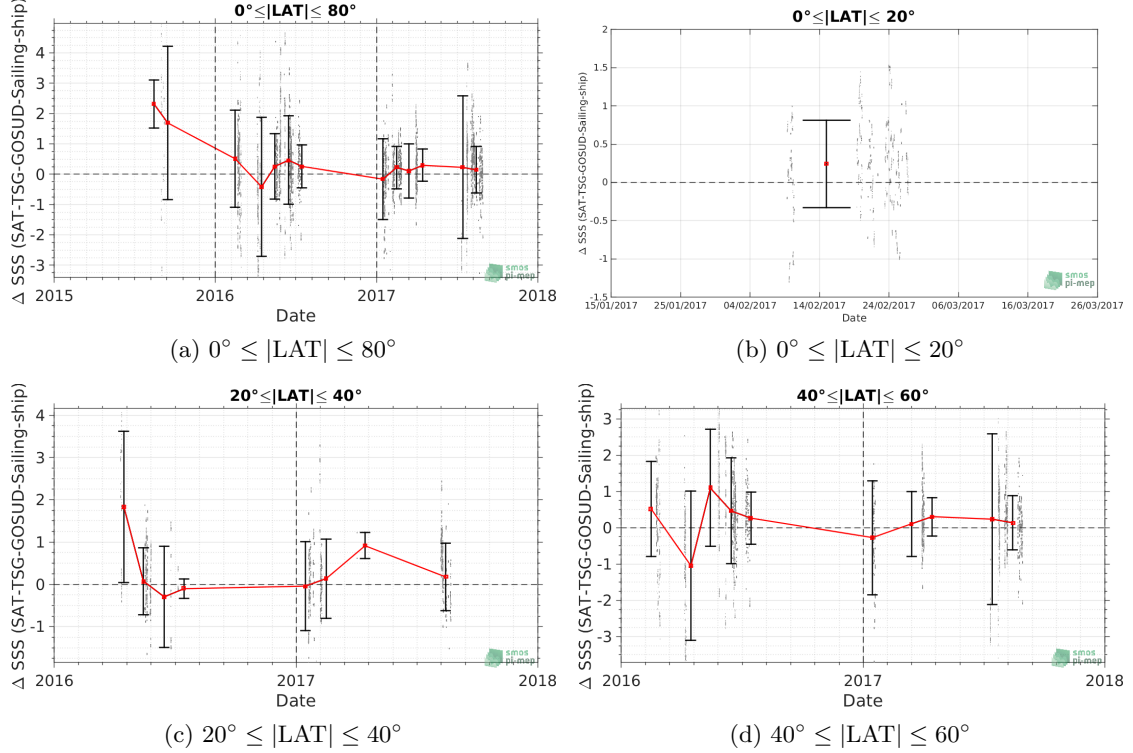 0°≤|LAT|≤ 80°
Δ SSS (SAT-TSG-GOSUD-Sailing-ship)
4
3
2
1
0
-1
-2
-3
2015
2016
2017
2018
Date
smos
pi-mep
(a) 0° ≤ |LAT| ≤ 80°
0°≤|LAT|≤ 20°
Δ SSS (SAT-TSG-GOSUD-Sailing-ship)
2
1.5
1
0.5
0
-0.5
-1
-1.5
15/01/2017
25/01/2017
04/02/2017
14/02/2017
24/02/2017
06/03/2017
16/03/2017
26/03/2017
Date
smos
pi-mep
(b) 0° ≤ |LAT| ≤ 20°
20°≤|LAT|≤ 40°
Δ SSS (SAT-TSG-GOSUD-Sailing-ship)
4
3
2
1
0
-1
2016
2017
2018
Date
smos
pi-mep
(c) 20° ≤ |LAT| ≤ 40°
40°≤|LAT|≤ 60°
Δ SSS (SAT-TSG-GOSUD-Sailing-ship)
3
2
1
0
-1
-2
-3
2016
2017
2018
Date
smos
pi-mep
(d) 40° ≤ |LAT| ≤ 60°